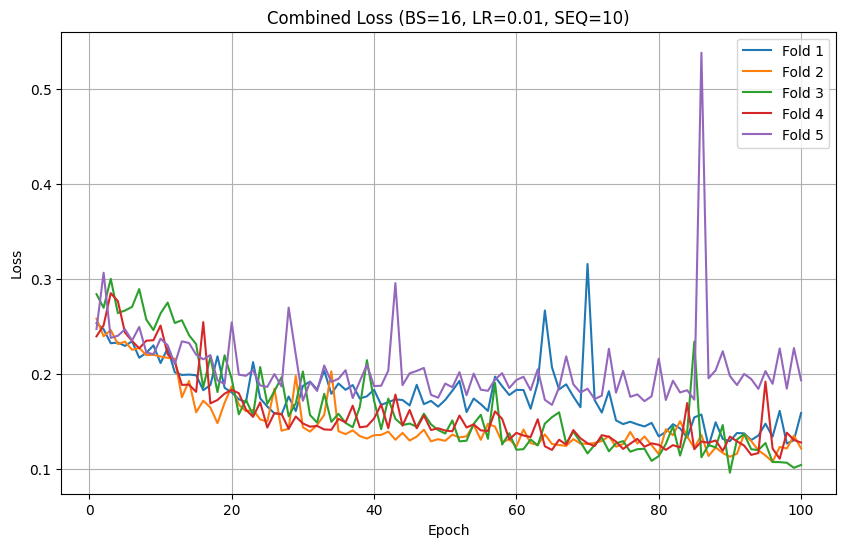 Combined Loss (BS=16, LR=0.01, SEQ=10)
Fold 1
Fold 2
Fold 3
Fold 4
Fold 5
Loss
0.5
0.4
0.3
0.2
0.1
0 20 40 60 80 100
Epoch